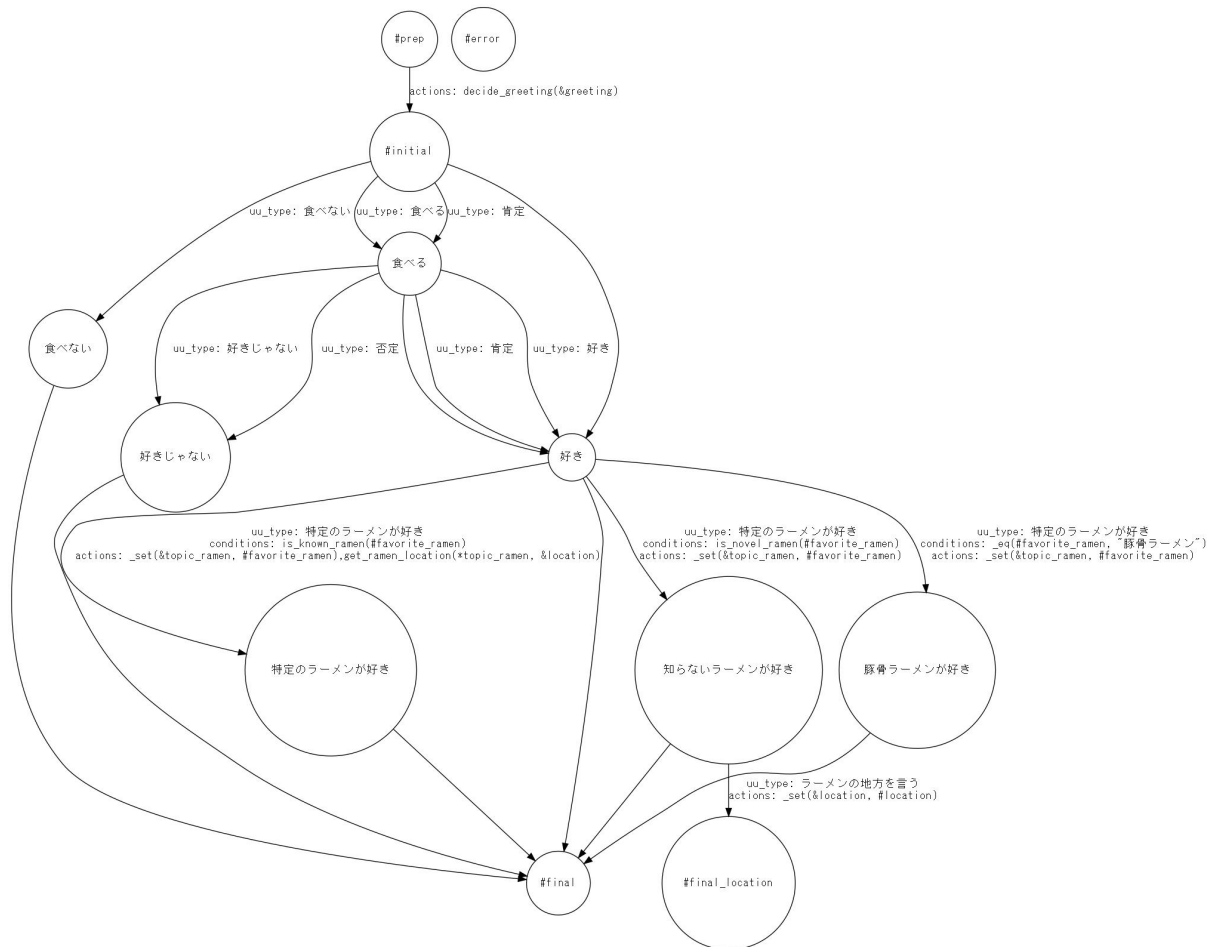 #prep
#error
actions: decide_greeting(&greeting)
#initial
uu_type: 食べない
uu_type: 食べる
uu_type: 肯定
食べる
食べない
uu_type: 好きじゃない
uu_type: 否定
uu_type: 肯定
uu_type: 好き
好きじゃない
好き
uu_type: 特定のラーメンが好き
conditions: is_known_ramen(#favorite_ramen)
actions: _set(&topic_ramen, #favorite_ramen),get_ramen_location(*topic_ramen, &location)
uu_type: 特定のラーメンが好き
conditions: is_novel_ramen(#favorite_ramen)
actions: _set(&topic_ramen, #favorite_ramen)
uu_type: 特定のラーメンが好き
conditions: _eq(#favorite_ramen, "豚骨ラーメン")
actions: _set(&topic_ramen, #favorite_ramen)
特定のラーメンが好き
知らないラーメンが好き
豚骨ラーメンが好き
uu_type: ラーメンの地方を言う
actions: _set(&location, #location)
#final
#final_location